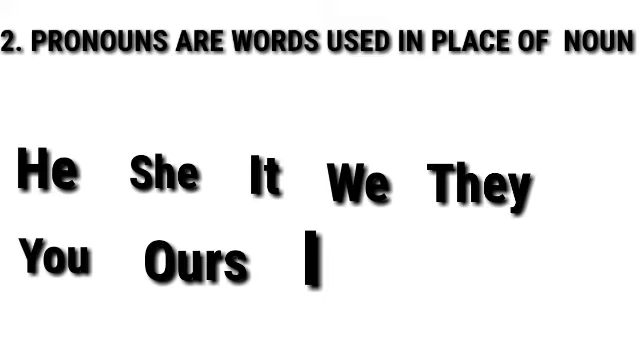 2. PRONOUNS ARE WORDS USED IN PLACE OF NOUN
He She It We They
You Ours I